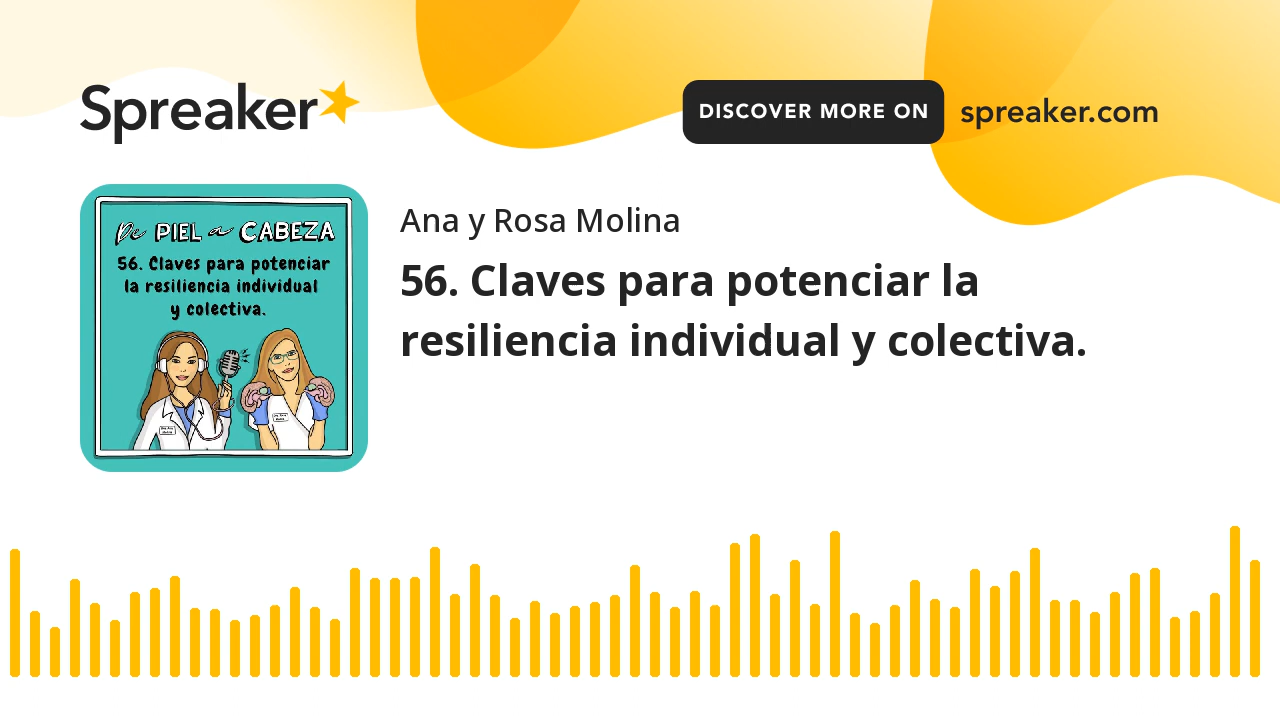 Spreaker
DISCOVER MORE ON
spreaker.com
De PIEL a CABEZA
56. Claves para potenciar
la resiliencia individual
y colectiva.
Ana y Rosa Molina
56. Claves para potenciar la
resiliencia individual y colectiva.